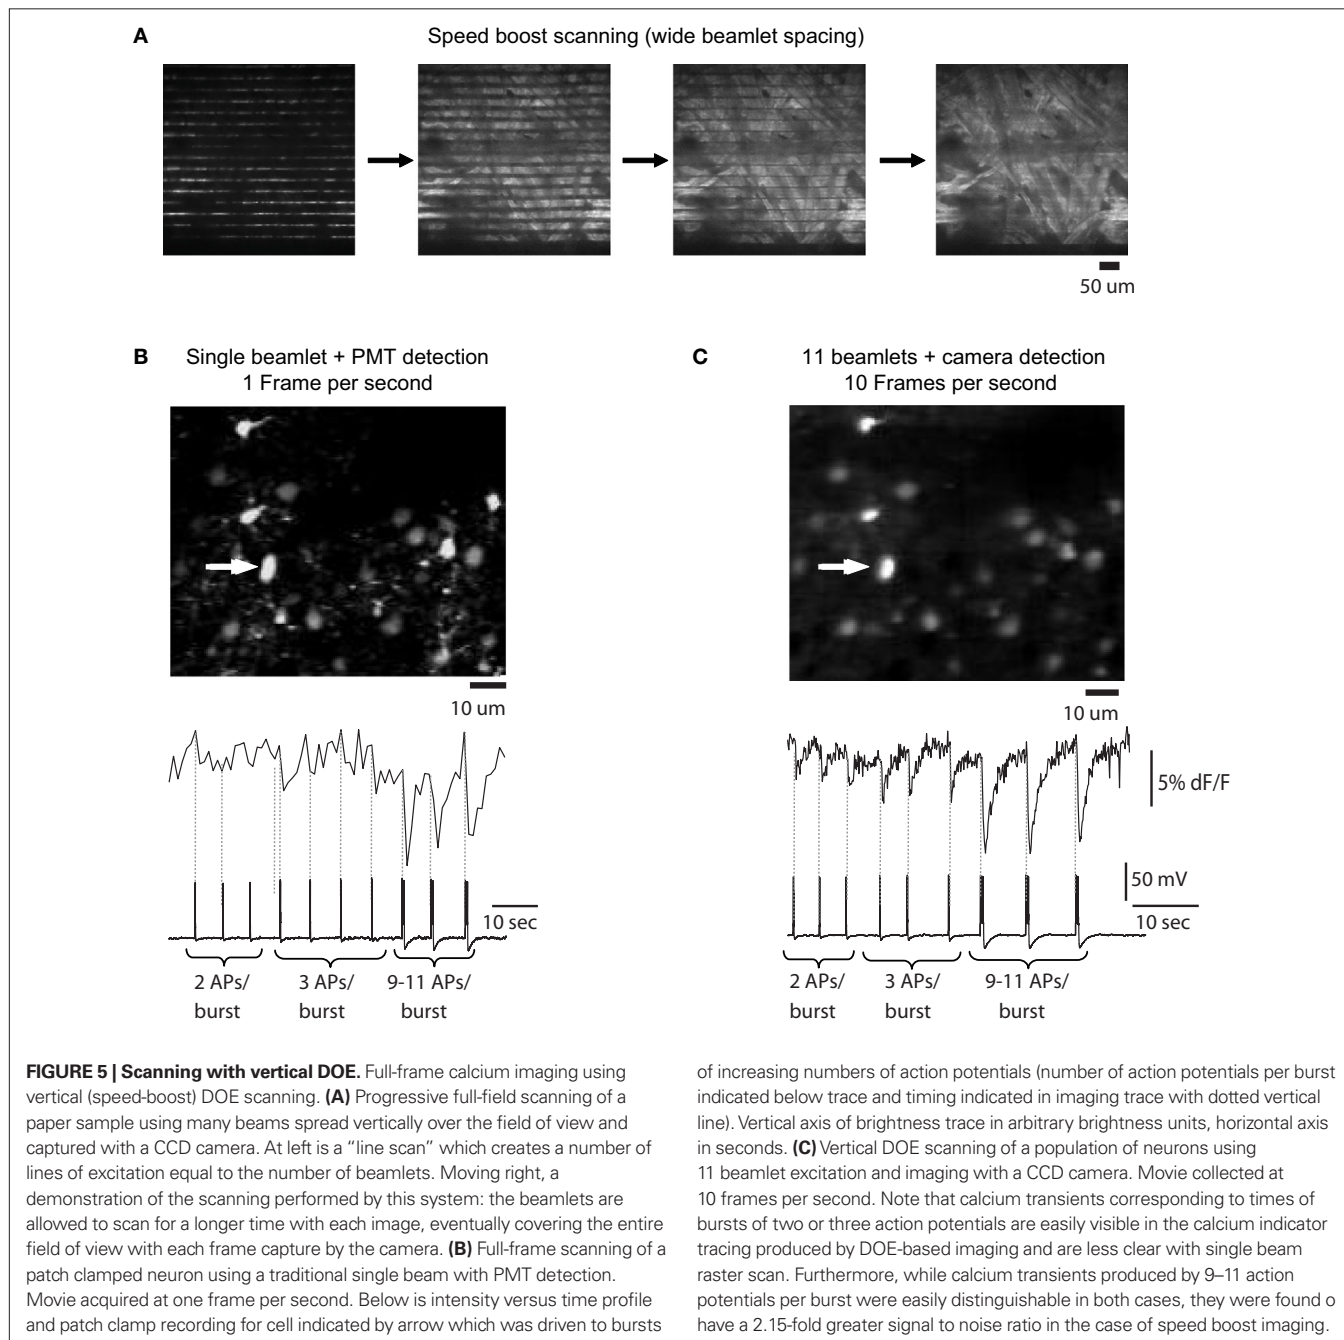 A
Speed boost scanning (wide beamlet spacing)
50 um
B
Single beamlet + PMT detection
1 Frame per second
10 um
10 sec
2 APs/
burst
3 APs/
burst
9-11 APs/
burst
C
11 beamlets + camera detection
10 Frames per second
10 um
5% dF/F
50 mV
10 sec
2 APs/
burst
3 APs/
burst
9-11 APs/
burst
FIGURE 5 | Scanning with vertical DOE. Full-frame calcium imaging using
vertical (speed-boost) DOE scanning. (A) Progressive full-field scanning of a
paper sample using many beams spread vertically over the field of view and
captured with a CCD camera. At left is a “line scan” which creates a number of
lines of excitation equal to the number of beamlets. Moving right, a
demonstration of the scanning performed by this system: the beamlets are
allowed to scan for a longer time with each image, eventually covering the entire
field of view with each frame capture by the camera. (B) Full-frame scanning of a
patch clamped neuron using a traditional single beam with PMT detection.
Movie acquired at one frame per second. Below is intensity versus time profile
and patch clamp recording for cell indicated by arrow which was driven to bursts
of increasing numbers of action potentials (number of action potentials per burst
indicated below trace and timing indicated in imaging trace with dotted vertical
line). Vertical axis of brightness trace in arbitrary brightness units, horizontal axis
in seconds. (C) Vertical DOE scanning of a population of neurons using
11 beamlet excitation and imaging with a CCD camera. Movie collected at
10 frames per second. Note that calcium transients corresponding to times of
bursts of two or three action potentials are easily visible in the calcium indicator
tracing produced by DOE-based imaging and are less clear with single beam
raster scan. Furthermore, while calcium transients produced by 9–11 action
potentials per burst were easily distinguishable in both cases, they were found o
have a 2.15-fold greater signal to noise ratio in the case of speed boost imaging.